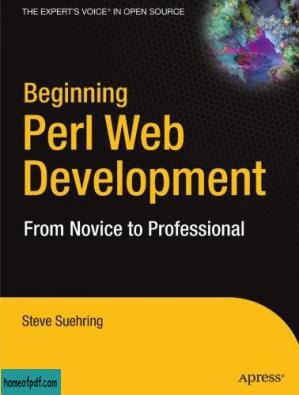 THE EXPERT'S VOICE® IN OPEN SOURCE
Beginning
Perl Web
Development
From Novice to Professional
Steve Suehring
Apress®
homeofpdf.com